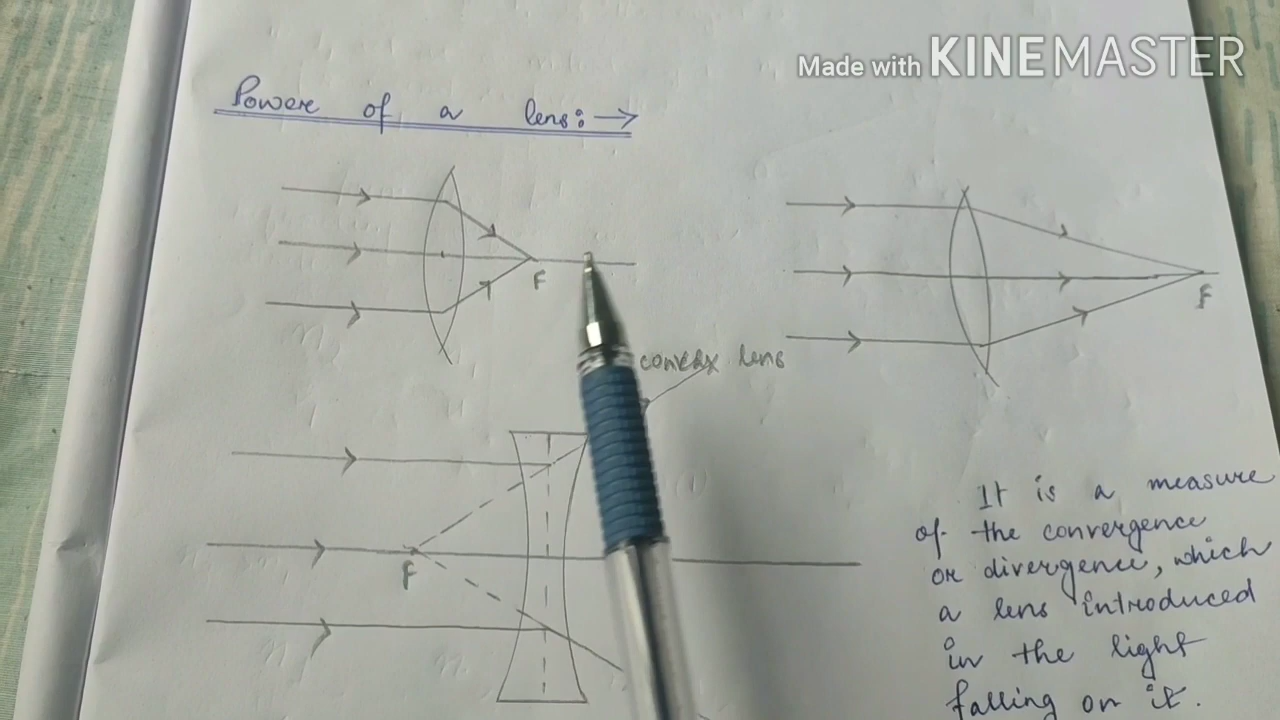 Made with KINEMASTER
Power of a lens:→
F
F
convex lens
F
It is a measure
of the convergence
or divergence, which
a lens introduced
in the light
falling on it.